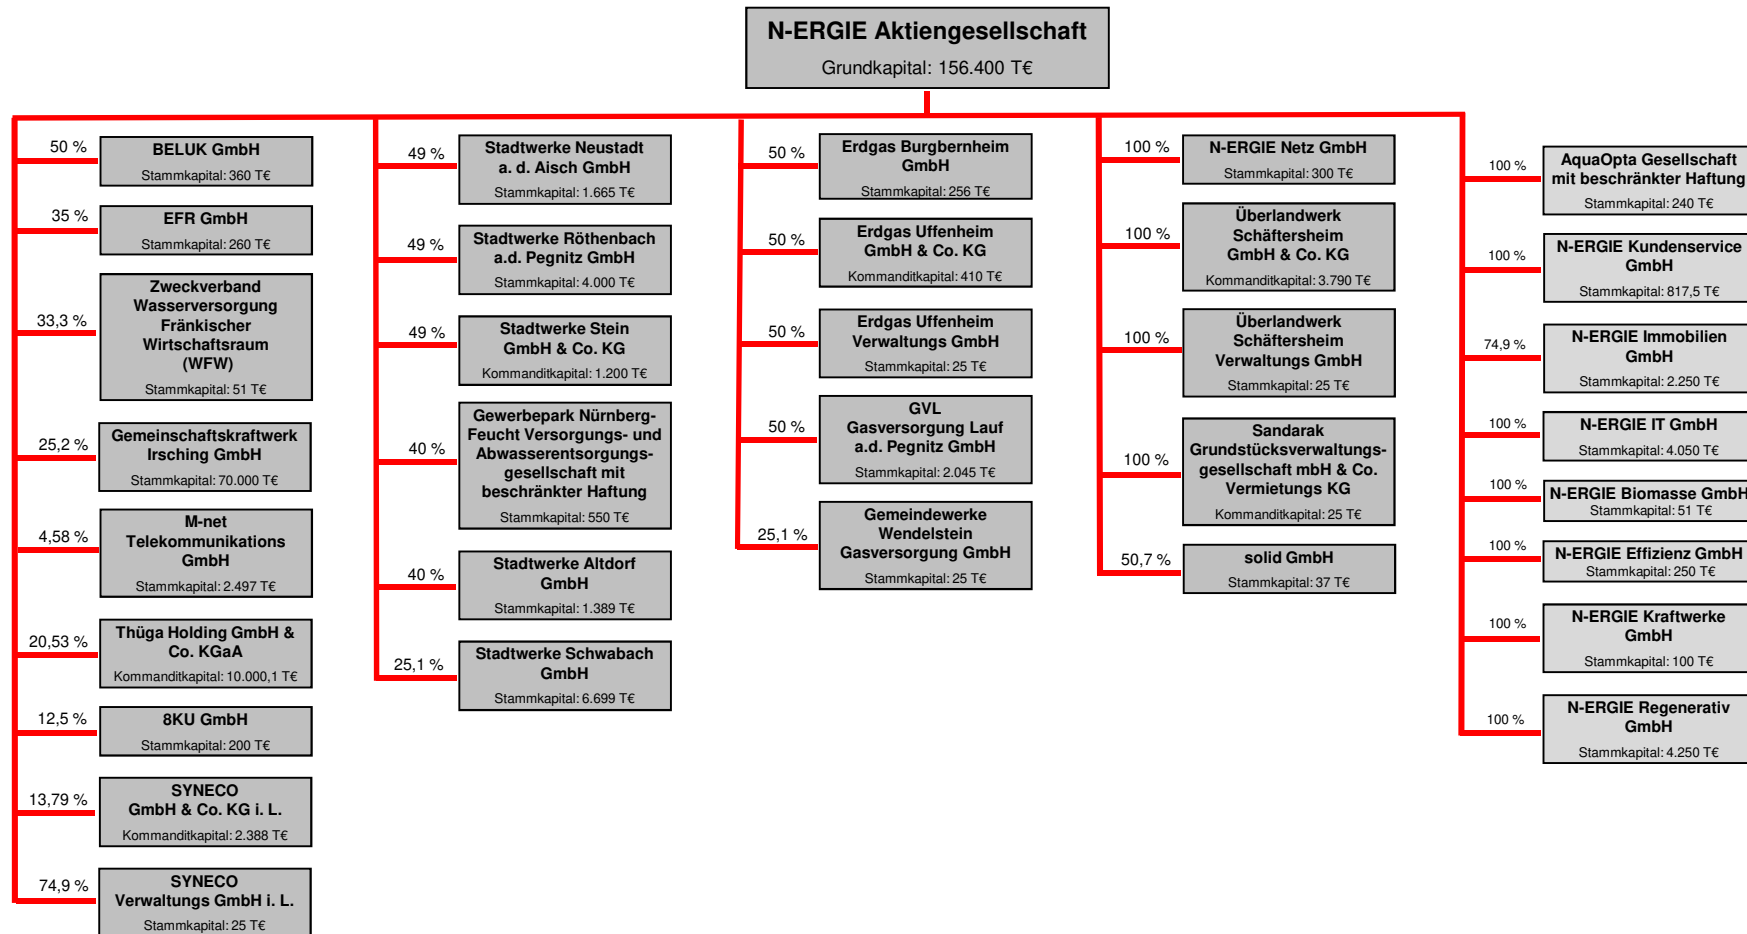 N-ERGIE Aktiengesellschaft
Grundkapital: 156.400 T€
50 %
BELUK GmbH
Stammkapital: 360 T€
35 %
EFR GmbH
Stammkapital: 260 T€
33,3 %
Zweckverband
Wasserversorgung
Fränkischer
Wirtschaftsraum
(WFW)
Stammkapital: 51 T€
25,2 %
Gemeinschaftskraftwerk
Irsching GmbH
Stammkapital: 70.000 T€
4,58 %
M-net
Telekommunikations
GmbH
Stammkapital: 2.497 T€
20,53 %
Thüga Holding GmbH &
Co. KGaA
Kommanditkapital: 10.000,1 T€
12,5 %
8KU GmbH
Stammkapital: 200 T€
13,79 %
SYNECO
GmbH & Co. KG i. L.
Kommanditkapital: 2.388 T€
74,9 %
SYNECO
Verwaltungs GmbH i. L.
Stammkapital: 25 T€
49 %
Stadtwerke Neustadt
a. d. Aisch GmbH
Stammkapital: 1.665 T€
49 %
Stadtwerke Röthenbach
a.d. Pegnitz GmbH
Stammkapital: 4.000 T€
49 %
Stadtwerke Stein
GmbH & Co. KG
Kommanditkapital: 1.200 T€
40 %
Gewerbepark Nürnberg-
Feucht Versorgungs- und
Abwasserentsorgungs-
gesellschaft mit
beschränkter Haftung
Stammkapital: 550 T€
40 %
Stadtwerke Altdorf
GmbH
Stammkapital: 1.389 T€
25,1 %
Stadtwerke Schwabach
GmbH
Stammkapital: 6.699 T€
50 %
Erdgas Burgbernheim
GmbH
Stammkapital: 256 T€
50 %
Erdgas Uffenheim
GmbH & Co. KG
Kommanditkapital: 410 T€
50 %
Erdgas Uffenheim
Verwaltungs GmbH
Stammkapital: 25 T€
50 %
GVL
Gasversorgung Lauf
a.d. Pegnitz GmbH
Stammkapital: 2.045 T€
25,1 %
Gemeindewerke
Wendelstein
Gasversorgung GmbH
Stammkapital: 25 T€
100 %
N-ERGIE Netz GmbH
Stammkapital: 300 T€
100 %
Überlandwerk
Schäftersheim
GmbH & Co. KG
Kommanditkapital: 3.790 T€
100 %
Überlandwerk
Schäftersheim
Verwaltungs GmbH
Stammkapital: 25 T€
100 %
Sandarak
Grundstücksverwaltungs-
gesellschaft mbH & Co.
Vermietungs KG
Kommanditkapital: 25 T€
50,7 %
solid GmbH
Stammkapital: 37 T€
100 %
AquaOpta Gesellschaft
mit beschränkter Haftung
Stammkapital: 240 T€
100 %
N-ERGIE Kundenservice
GmbH
Stammkapital: 817,5 T€
74,9 %
N-ERGIE Immobilien
GmbH
Stammkapital: 2.250 T€
100 %
N-ERGIE IT GmbH
Stammkapital: 4.050 T€
100 %
N-ERGIE Biomasse GmbH
Stammkapital: 51 T€
100 %
N-ERGIE Effizienz GmbH
Stammkapital: 250 T€
100 %
N-ERGIE Kraftwerke
GmbH
Stammkapital: 100 T€
100 %
N-ERGIE Regenerativ
GmbH
Stammkapital: 4.250 T€